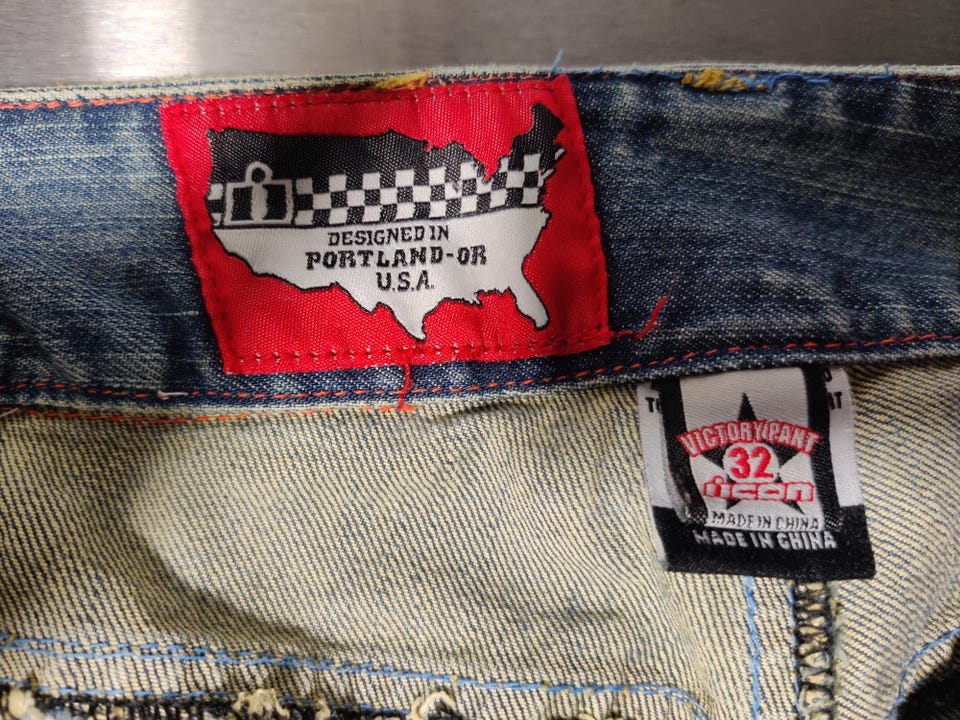 DESIGNED IN
PORTLAND-OR
U.S.A.
VICTORY PANT
32
icon
MADE IN CHINA
MADE IN CHINA